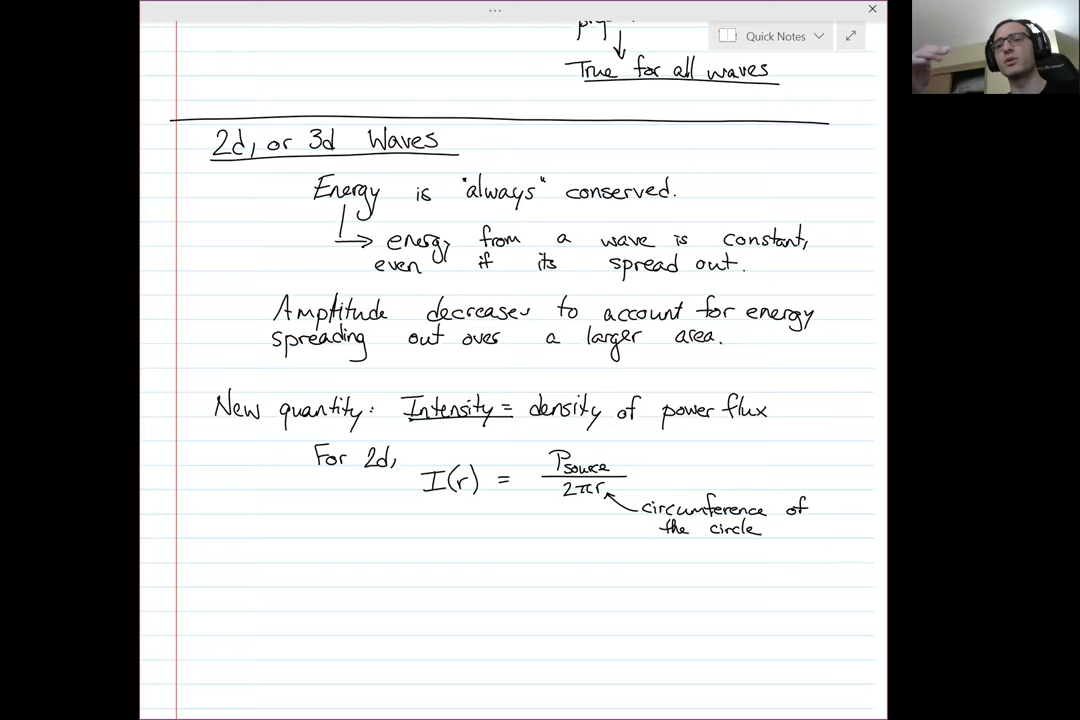 Quick Notes
True for all waves
2d, or 3d Waves
Energy is "always" conserved.
energy from a wave is constant,
even if its spread out.
Amplitude decreases to account for energy
spreading out over a larger area.
New quantity: Intensity = density of power flux
For 2d,
I(r) = P_source / 2πr
circumference of
the circle